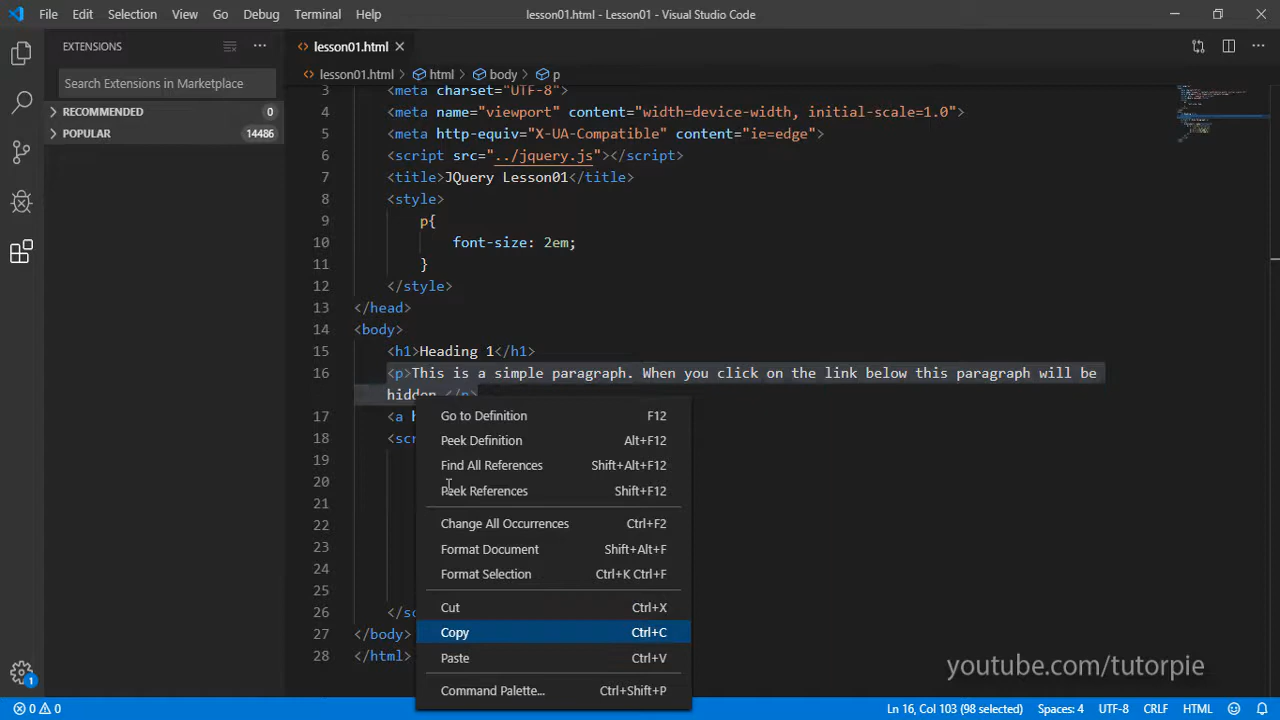 File Edit Selection View Go Debug Terminal Help lesson01.html - Lesson01 - Visual Studio Code
EXTENSIONS
lesson01.html
Search Extensions in Marketplace
lesson01.html > html > body > p
RECOMMENDED 0
POPULAR 14486
3 <meta charset="UTF-8">
4 <meta name="viewport" content="width=device-width, initial-scale=1.0">
5 <meta http-equiv="X-UA-Compatible" content="ie=edge">
6 <script src="../jquery.js"></script>
7 <title>JQuery Lesson01</title>
8 <style>
9 p{
10 font-size: 2em;
11 }
12 </style>
13 </head>
14 <body>
15 <h1>Heading 1</h1>
16 <p>This is a simple paragraph. When you click on the link below this paragraph will be
hidden </p>
17 <a
18
19
20
21
22
23
24
25
26
27 </body>
28 </html>
Go to Definition F12
Peek Definition Alt+F12
Find All References Shift+Alt+F12
Peek References Shift+F12
Change All Occurrences Ctrl+F2
Format Document Shift+Alt+F
Format Selection Ctrl+K Ctrl+F
Cut Ctrl+X
Copy Ctrl+C
Paste Ctrl+V
Command Palette... Ctrl+Shift+P
youtube.com/tutorpie
1
0 0 Ln 16, Col 103 (98 selected) Spaces: 4 UTF-8 CRLF HTML